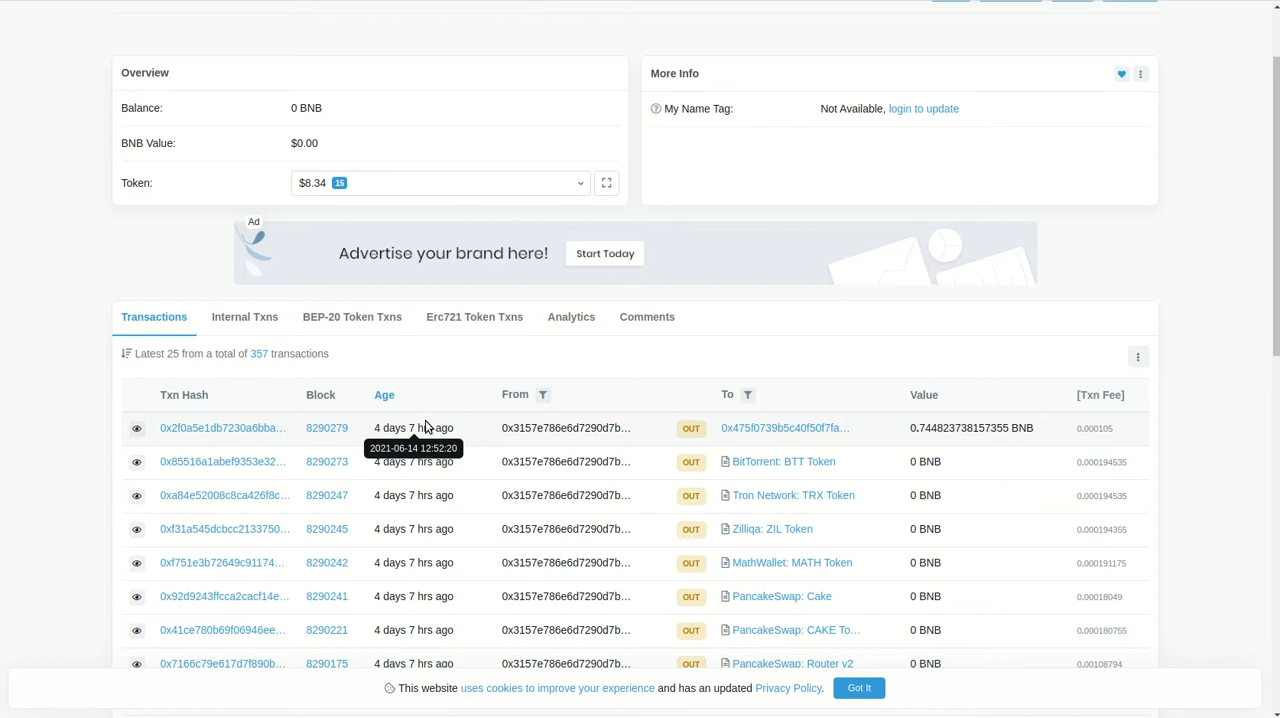 Overview
Balance: 0 BNB
BNB Value: $0.00
Token: $8.34 15
More Info
My Name Tag: Not Available, login to update
Ad
Advertise your brand here! Start Today
Transactions Internal Txns BEP-20 Token Txns Erc721 Token Txns Analytics Comments
Latest 25 from a total of 357 transactions
Txn Hash Block Age From To Value [Txn Fee]
0x2f0a5e1db7230a6bba... 8290279 4 days 7 hrs ago 0x3157e786e6d7290d7b... OUT 0x475f0739b5c40f50f7fa... 0.744823738157355 BNB 0.000105
2021-06-14 12:52:20
0x85516a1abef9353e32... 8290273 4 days 7 hrs ago 0x3157e786e6d7290d7b... OUT BitTorrent: BTT Token 0 BNB 0.000194535
0xa84e52008c8ca426f8c... 8290247 4 days 7 hrs ago 0x3157e786e6d7290d7b... OUT Tron Network: TRX Token 0 BNB 0.000194535
0xf31a545dcbcc2133750... 8290245 4 days 7 hrs ago 0x3157e786e6d7290d7b... OUT Zilliqa: ZIL Token 0 BNB 0.000194355
0xf751e3b72649c91174... 8290242 4 days 7 hrs ago 0x3157e786e6d7290d7b... OUT MathWallet: MATH Token 0 BNB 0.000191175
0x92d9243ffcca2cacf14e... 8290241 4 days 7 hrs ago 0x3157e786e6d7290d7b... OUT PancakeSwap: Cake 0 BNB 0.00018049
0x41ce780b69f06946ee... 8290221 4 days 7 hrs ago 0x3157e786e6d7290d7b... OUT PancakeSwap: CAKE To... 0 BNB 0.000180755
0x7166c79e617d7f890b... 8290175 4 days 7 hrs ago 0x3157e786e6d7290d7b... OUT PancakeSwap: Router v2 0 BNB 0.00108794
This website uses cookies to improve your experience and has an updated Privacy Policy. Got It